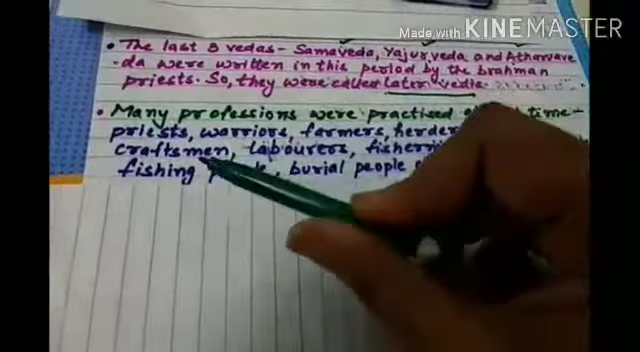 Made with KINEMASTER
• The last 3 vedas - Samaveda, Yajurveda and Atharvave
-da were written in this period by the brahman
priests. So, they were called later vedic
• Many professions were practised time-
priests, warriors, farmers, herder
craftsmen, labourers,
fishing , burial people